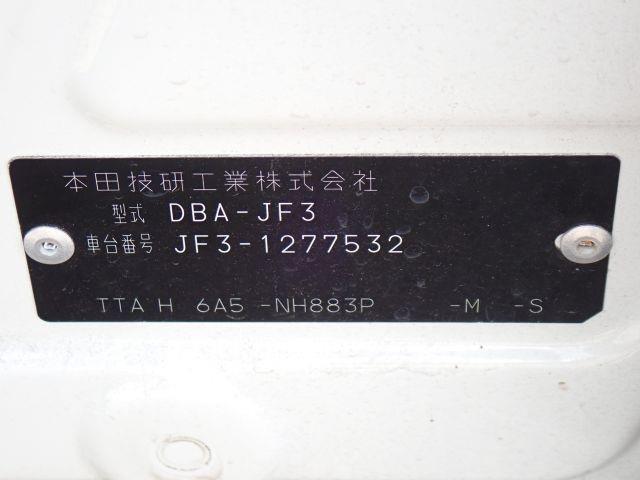 本田技研工業株式会社
型式 DBA-JF3
車台番号 JF3-1277532
TTA H 6A5 -NH883P -M -S